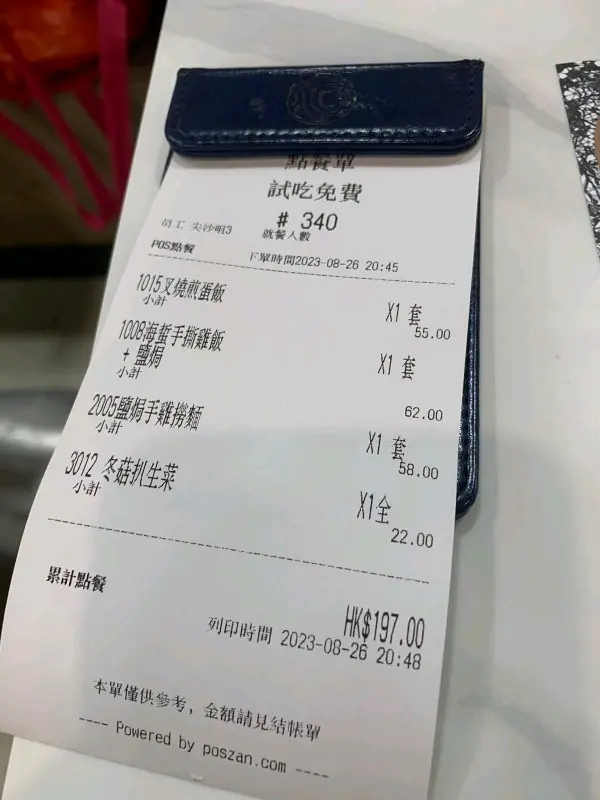 點餐單
試吃免費
# 340
員工 尖沙咀3
就餐人數
POS點餐
下單時間2023-08-26 20:45
1015叉燒煎蛋飯 X1 套
小計 55.00
1008海蜇手撕雞飯 X1 套
+ 鹽焗
小計 62.00
2005鹽焗手雞撈麵 X1 套
小計 58.00
3012 冬菇扒生菜 X1全
小計 22.00
累計點餐
HK$197.00
列印時間 2023-08-26 20:48
本單僅供參考，金額請見結帳單
---- Powered by poszan.com ----